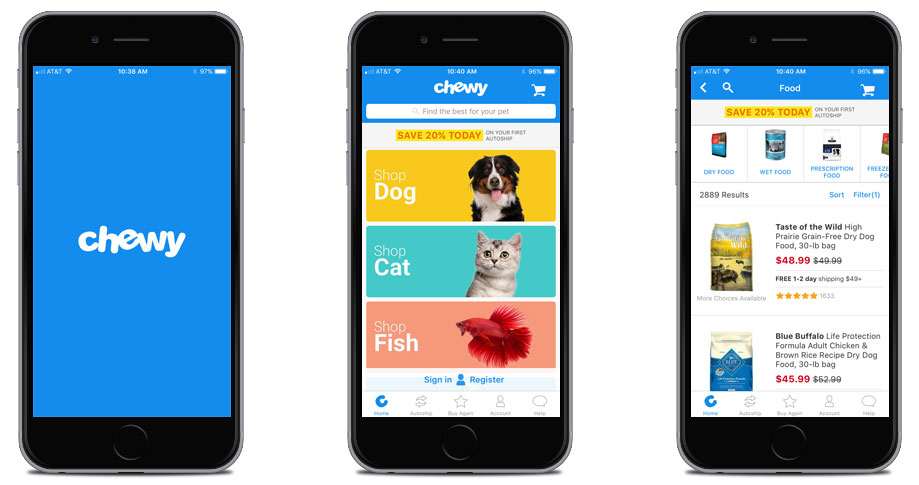 AT&T 10:38 AM 97%
chewy
AT&T 10:40 AM 96%
chewy
Find the best for your pet
SAVE 20% TODAY ON YOUR FIRST
AUTOSHIP
Shop
Dog
Shop
Cat
Shop
Fish
Sign in Register
Home Autoship Buy Again Account Help
AT&T 10:40 AM 96%
Food
SAVE 20% TODAY ON YOUR FIRST
AUTOSHIP
DRY FOOD WET FOOD PRESCRIPTION
FOOD FREEZE
FO
2889 Results Sort Filter(1)
Taste of the Wild High
Prairie Grain-Free Dry Dog
Food, 30-lb bag
$48.99 $49.99
FREE 1-2 day shipping $49+
1633
More Choices Available
Blue Buffalo Life Protection
Formula Adult Chicken &
Brown Rice Recipe Dry Dog
Food, 30-lb bag
$45.99 $52.99
Home Autoship Buy Again Account Help